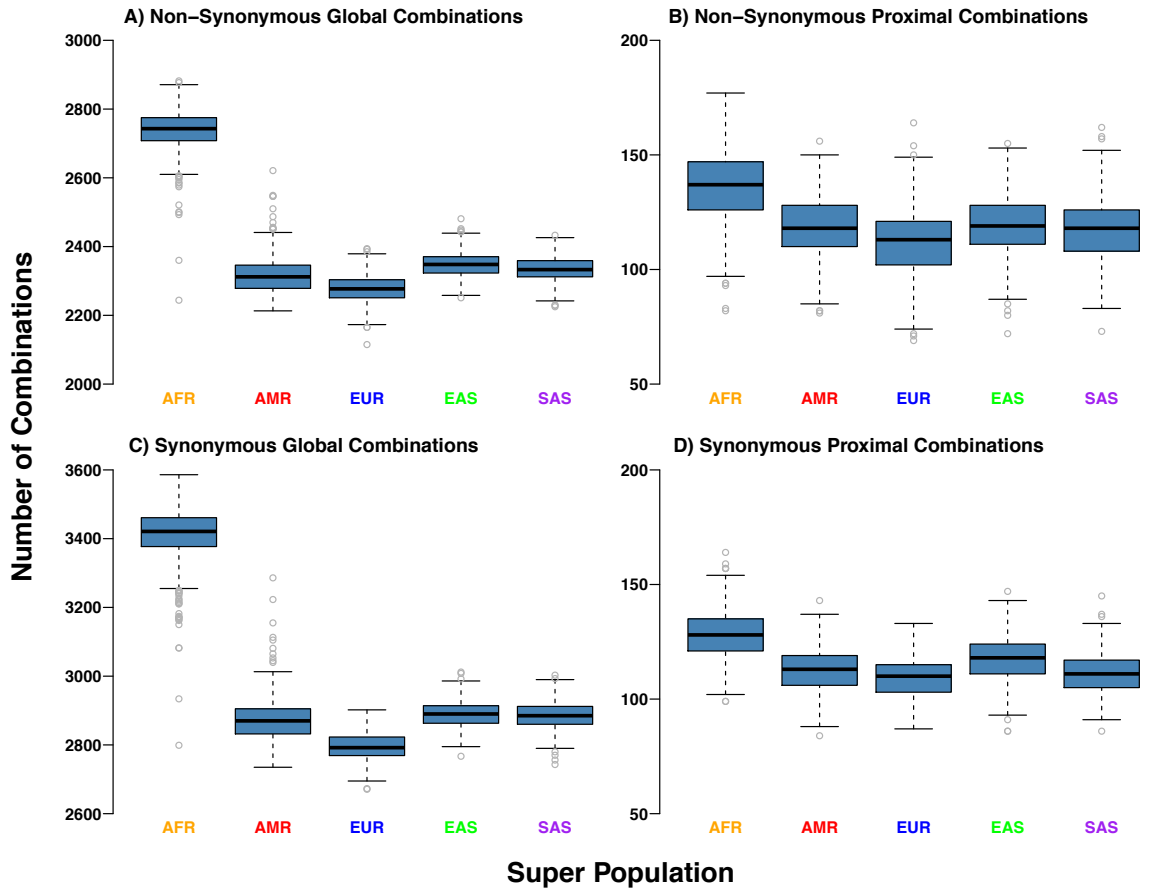 A) Non−Synonymous Global Combinations
3000
2800
2600
2400
2200
2000
AFR AMR EUR EAS SAS
B) Non−Synonymous Proximal Combinations
200
150
100
50
AFR AMR EUR EAS SAS
C) Synonymous Global Combinations
3600
3400
3200
3000
2800
2600
AFR AMR EUR EAS SAS
D) Synonymous Proximal Combinations
200
150
100
50
AFR AMR EUR EAS SAS
Number of Combinations
Super Population